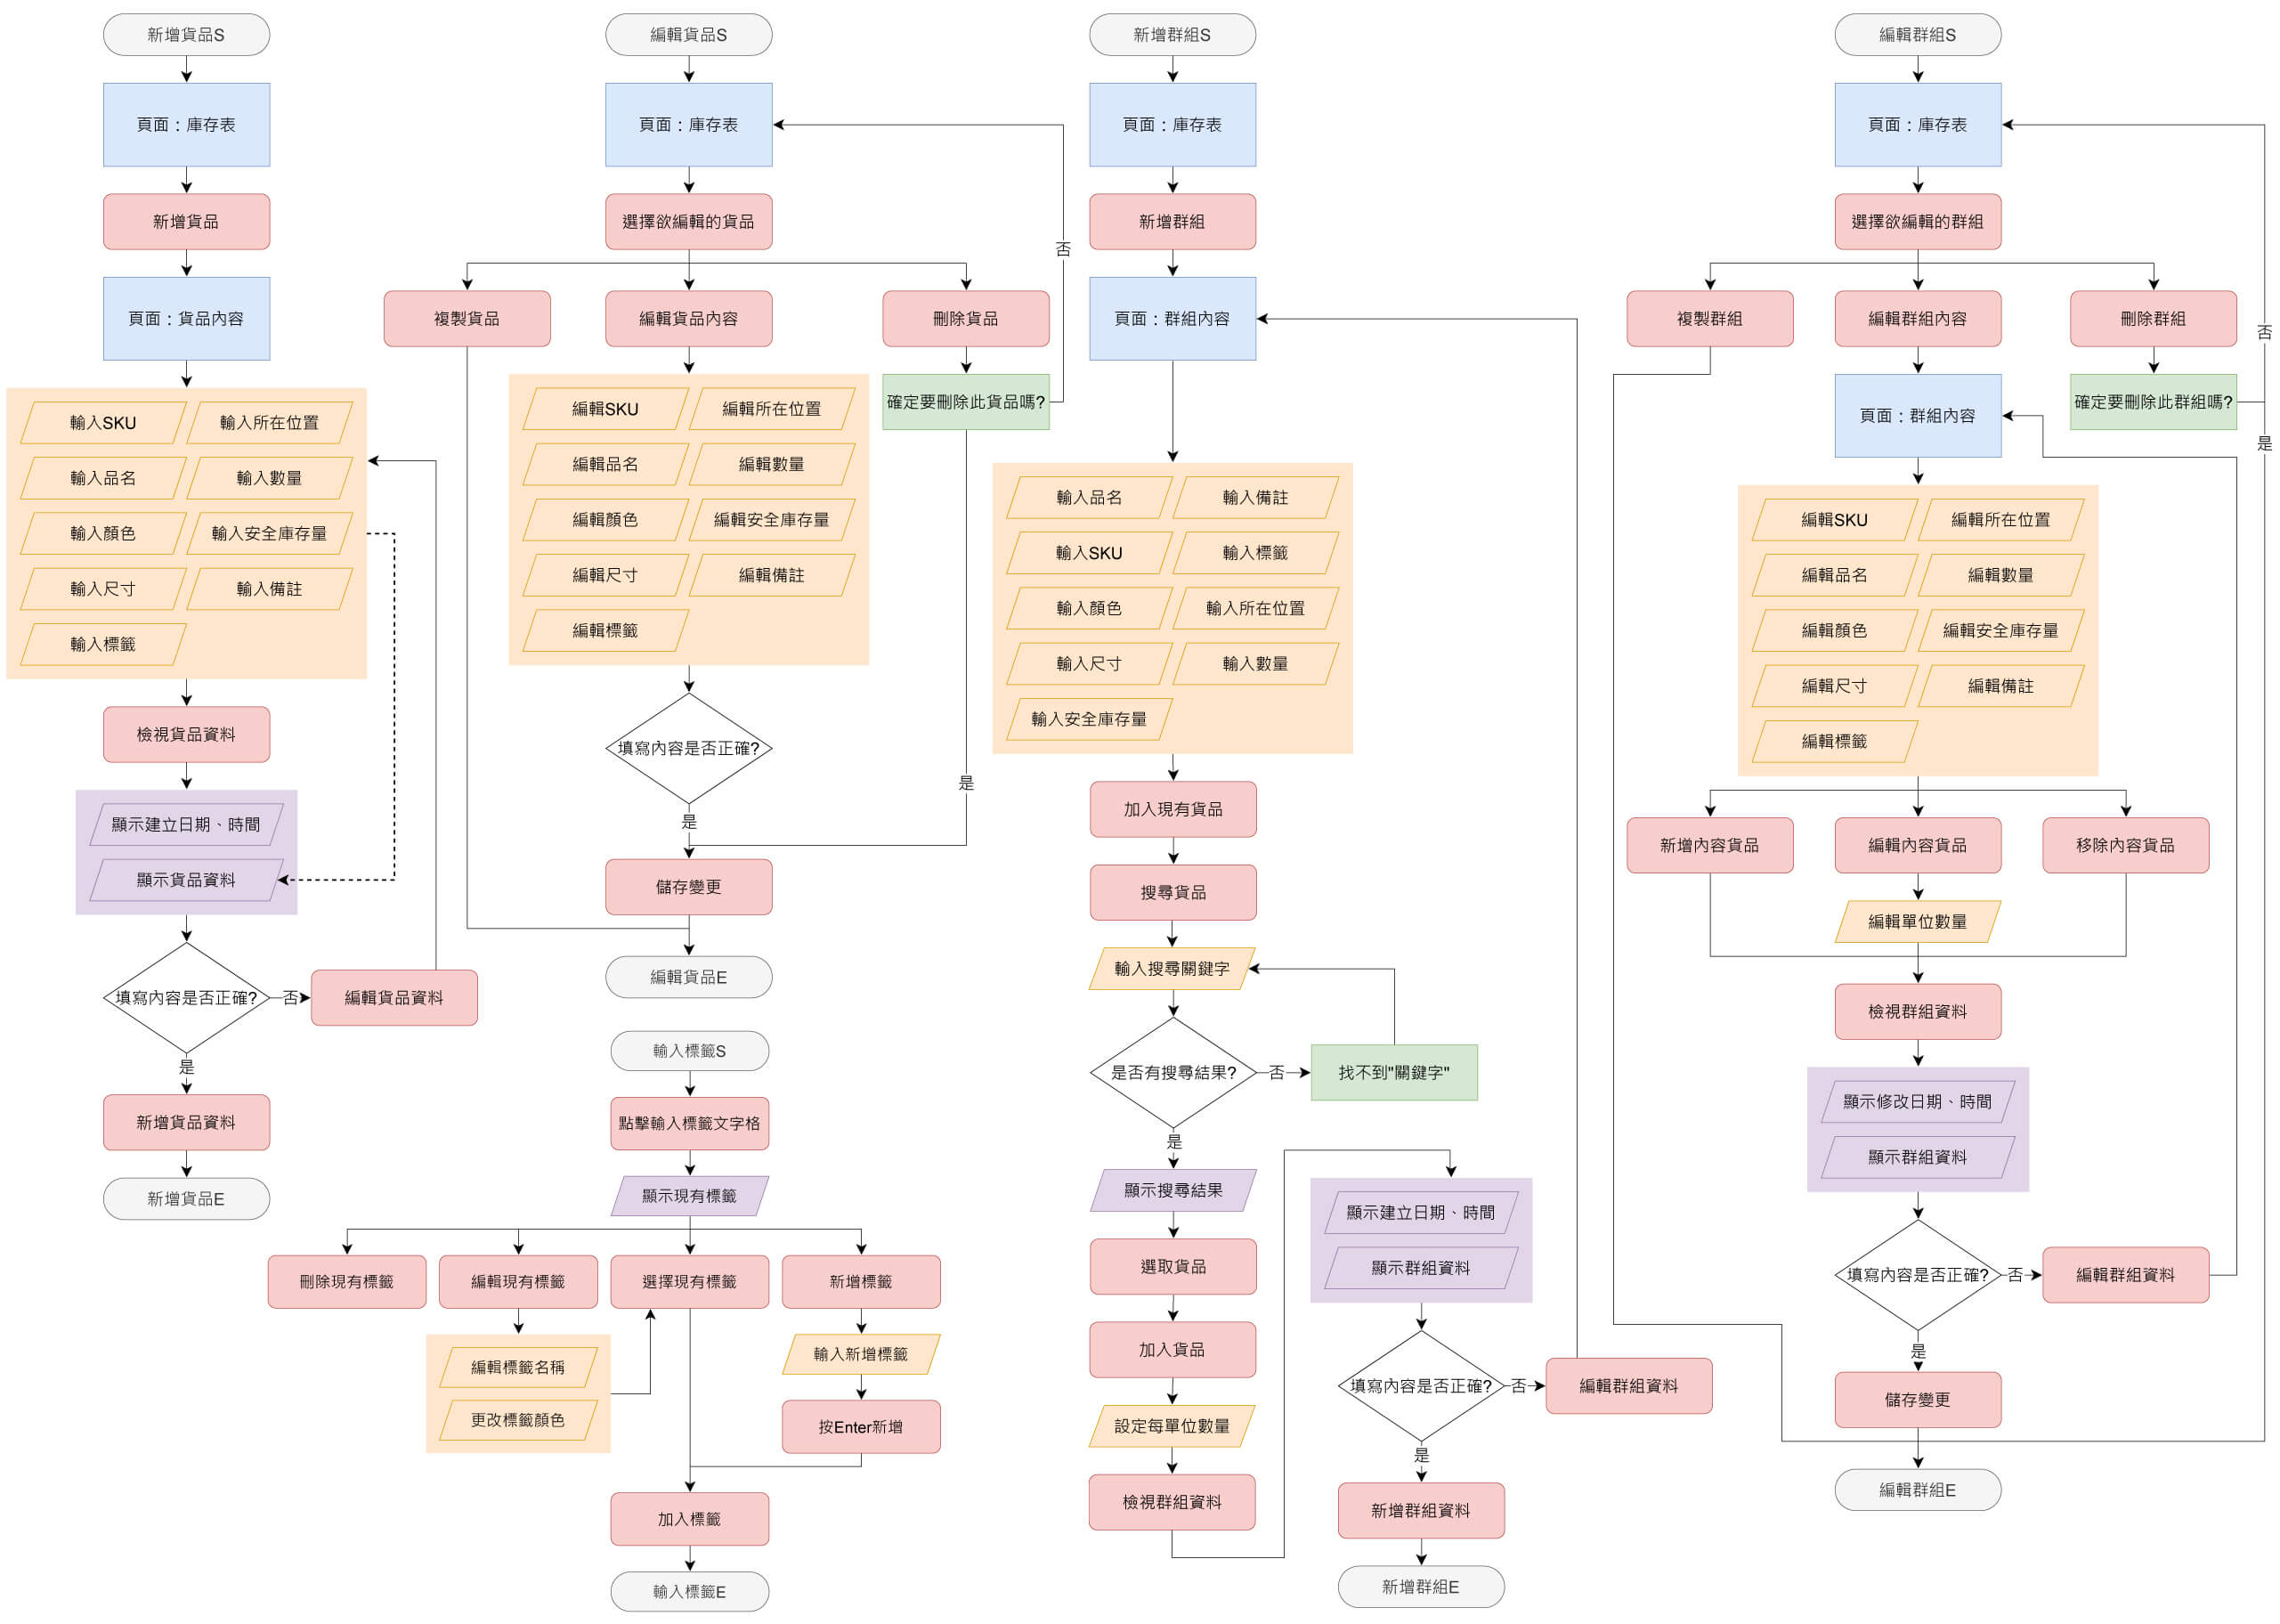 新增貨品S
頁面：庫存表
新增貨品
頁面：貨品內容
輸入SKU
輸入所在位置
輸入品名
輸入數量
輸入顏色
輸入安全庫存量
輸入尺寸
輸入備註
輸入標籤
檢視貨品資料
顯示建立日期、時間
顯示貨品資料
填寫內容是否正確?
否
編輯貨品資料
是
新增貨品資料
新增貨品E
編輯貨品S
頁面：庫存表
選擇欲編輯的貨品
複製貨品
編輯貨品內容
刪除貨品
否
確定要刪除此貨品嗎?
編輯SKU
編輯所在位置
編輯品名
編輯數量
編輯顏色
編輯安全庫存量
編輯尺寸
編輯備註
編輯標籤
填寫內容是否正確?
是
是
儲存變更
編輯貨品E
輸入標籤S
點擊輸入標籤文字格
顯示現有標籤
刪除現有標籤
編輯現有標籤
選擇現有標籤
新增標籤
編輯標籤名稱
更改標籤顏色
輸入新增標籤
按Enter新增
加入標籤
輸入標籤E
新增群組S
頁面：庫存表
新增群組
頁面：群組內容
輸入品名
輸入備註
輸入SKU
輸入標籤
輸入顏色
輸入所在位置
輸入尺寸
輸入數量
輸入安全庫存量
加入現有貨品
搜尋貨品
輸入搜尋關鍵字
是否有搜尋結果?
否
找不到"關鍵字"
是
顯示搜尋結果
選取貨品
加入貨品
設定每單位數量
檢視群組資料
顯示建立日期、時間
顯示群組資料
填寫內容是否正確?
否
編輯群組資料
是
新增群組資料
新增群組E
編輯群組S
頁面：庫存表
選擇欲編輯的群組
複製群組
編輯群組內容
刪除群組
否
頁面：群組內容
確定要刪除此群組嗎?
是
編輯SKU
編輯所在位置
編輯品名
編輯數量
編輯顏色
編輯安全庫存量
編輯尺寸
編輯備註
編輯標籤
新增內容貨品
編輯內容貨品
移除內容貨品
編輯單位數量
檢視群組資料
顯示修改日期、時間
顯示群組資料
填寫內容是否正確?
否
編輯群組資料
是
儲存變更
編輯群組E